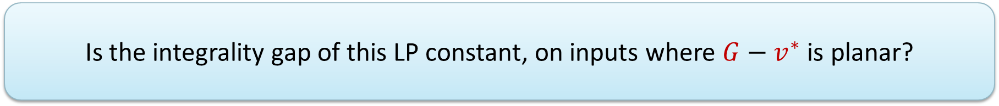 Is the integrality gap of this LP constant, on inputs where G − v* is planar?